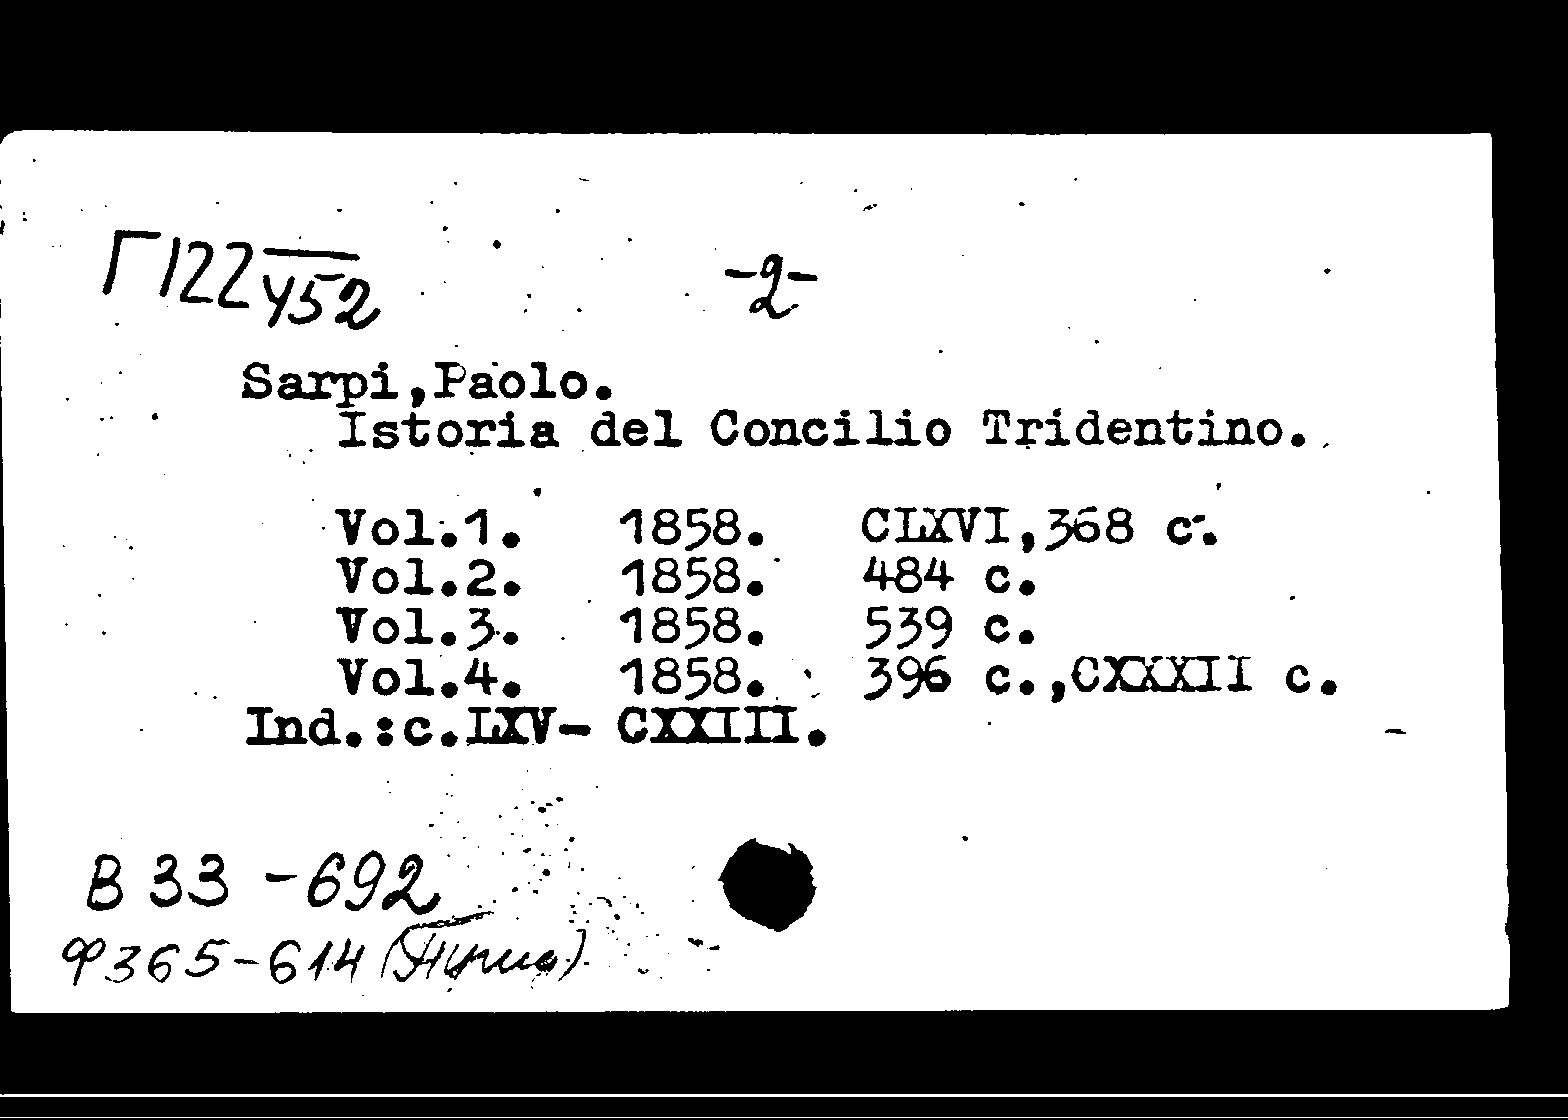 Г122 У52
-2-
Sarpi,Paolo.
Istoria del Concilio Tridentino.
Vol.1. 1858. CLXVI,368 с.
Vol.2. 1858. 484 с.
Vol.3. 1858. 539 с.
Vol.4. 1858. 396 с.,CXXXII с.
Ind.:c.LXV- CXXIII.
В 33 -692
Ф365-614